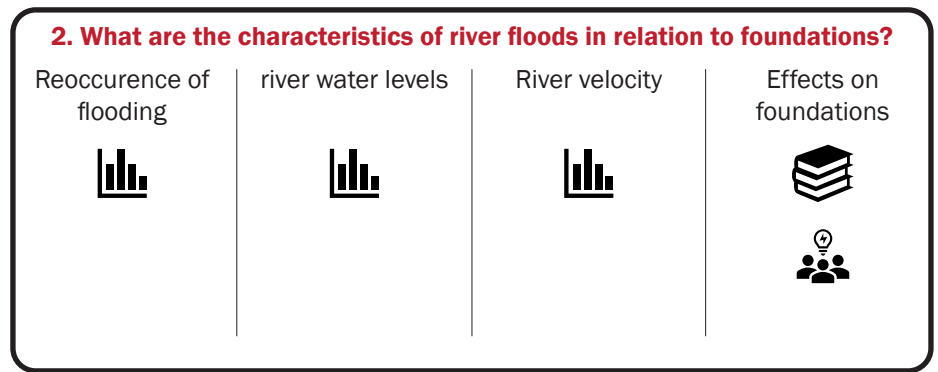 2. What are the characteristics of river floods in relation to foundations?
Reoccurence of
flooding
river water levels
River velocity
Effects on
foundations